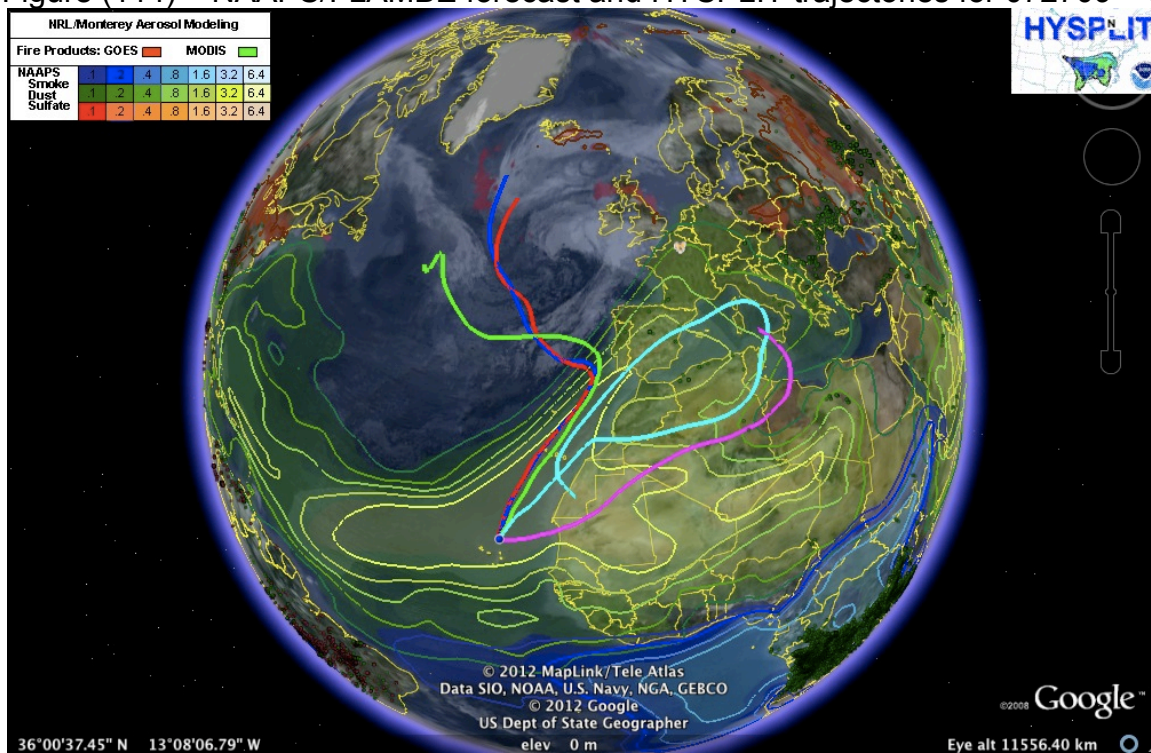 NRL/Monterey Aerosol Modeling
Fire Products: GOES MODIS
NAAPS .1 .2 .4 .8 1.6 3.2 6.4
Smoke
Dust .1 .2 .4 .8 1.6 3.2 6.4
Sulfate .1 .2 .4 .8 1.6 3.2 6.4
HYSPLIT
N
© 2012 MapLink/Tele Atlas
Data SIO, NOAA, U.S. Navy, NGA, GEBCO
© 2012 Google
US Dept of State Geographer
©2008 Google™
36°00'37.45" N 13°08'06.79" W elev 0 m Eye alt 11556.40 km